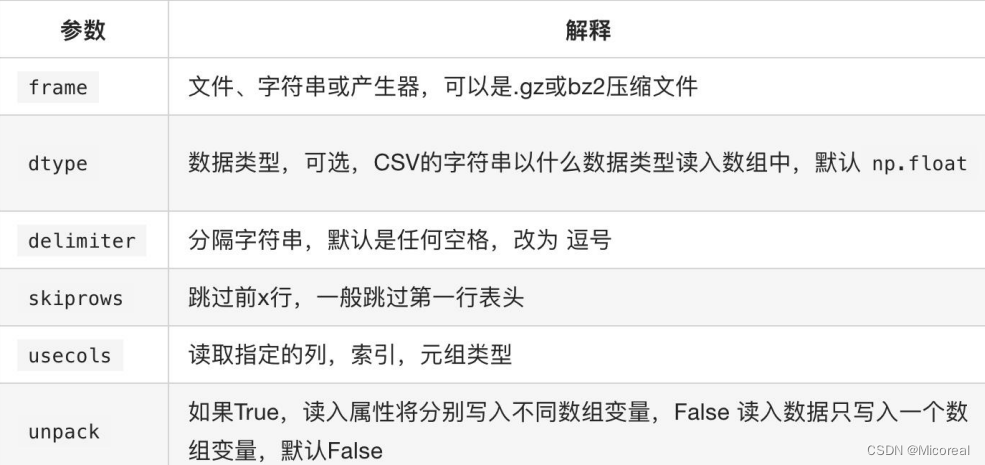 参数 解释
frame 文件、字符串或产生器，可以是.gz或bz2压缩文件
dtype 数据类型，可选，CSV的字符串以什么数据类型读入数组中，默认 np.float
delimiter 分隔字符串，默认是任何空格，改为 逗号
skiprows 跳过前x行，一般跳过第一行表头
usecols 读取指定的列，索引，元组类型
unpack 如果True，读入属性将分别写入不同数组变量，False 读入数据只写入一个数
组变量，默认False
CSDN @Micoreal